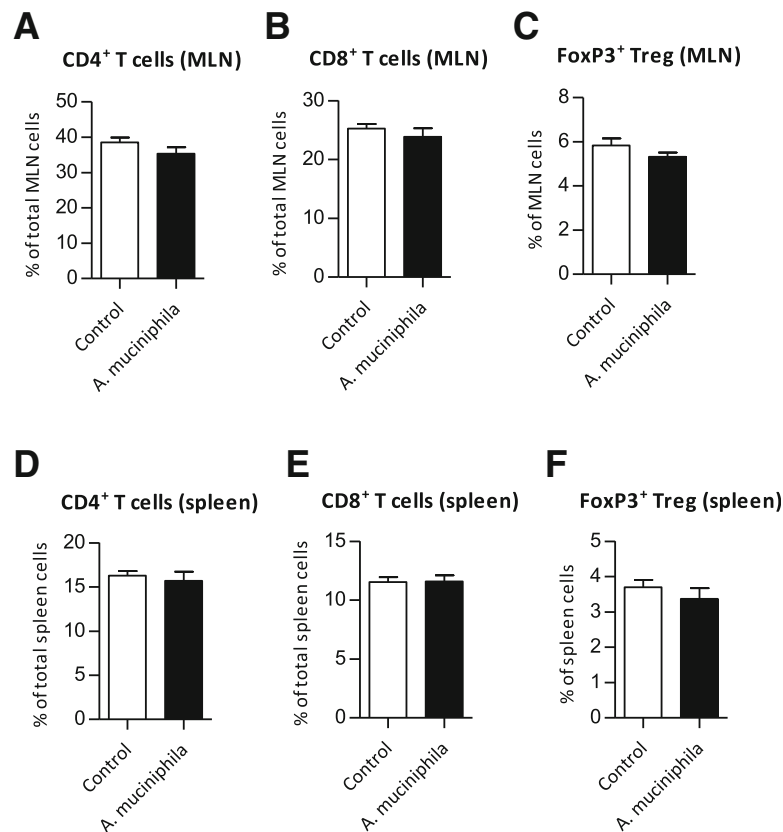 A
CD4⁺ T cells (MLN)
% of total MLN cells
50
40
30
20
10
0
Control
A. muciniphila
B
CD8⁺ T cells (MLN)
% of total MLN cells
30
20
10
0
Control
A. muciniphila
C
FoxP3⁺ Treg (MLN)
% of MLN cells
8
6
4
2
0
Control
A. muciniphila
D
CD4⁺ T cells (spleen)
% of total spleen cells
20
15
10
5
0
Control
A. muciniphila
E
CD8⁺ T cells (spleen)
% of total spleen cells
15
10
5
0
Control
A. muciniphila
F
FoxP3⁺ Treg (spleen)
% of spleen cells
5
4
3
2
1
0
Control
A. muciniphila